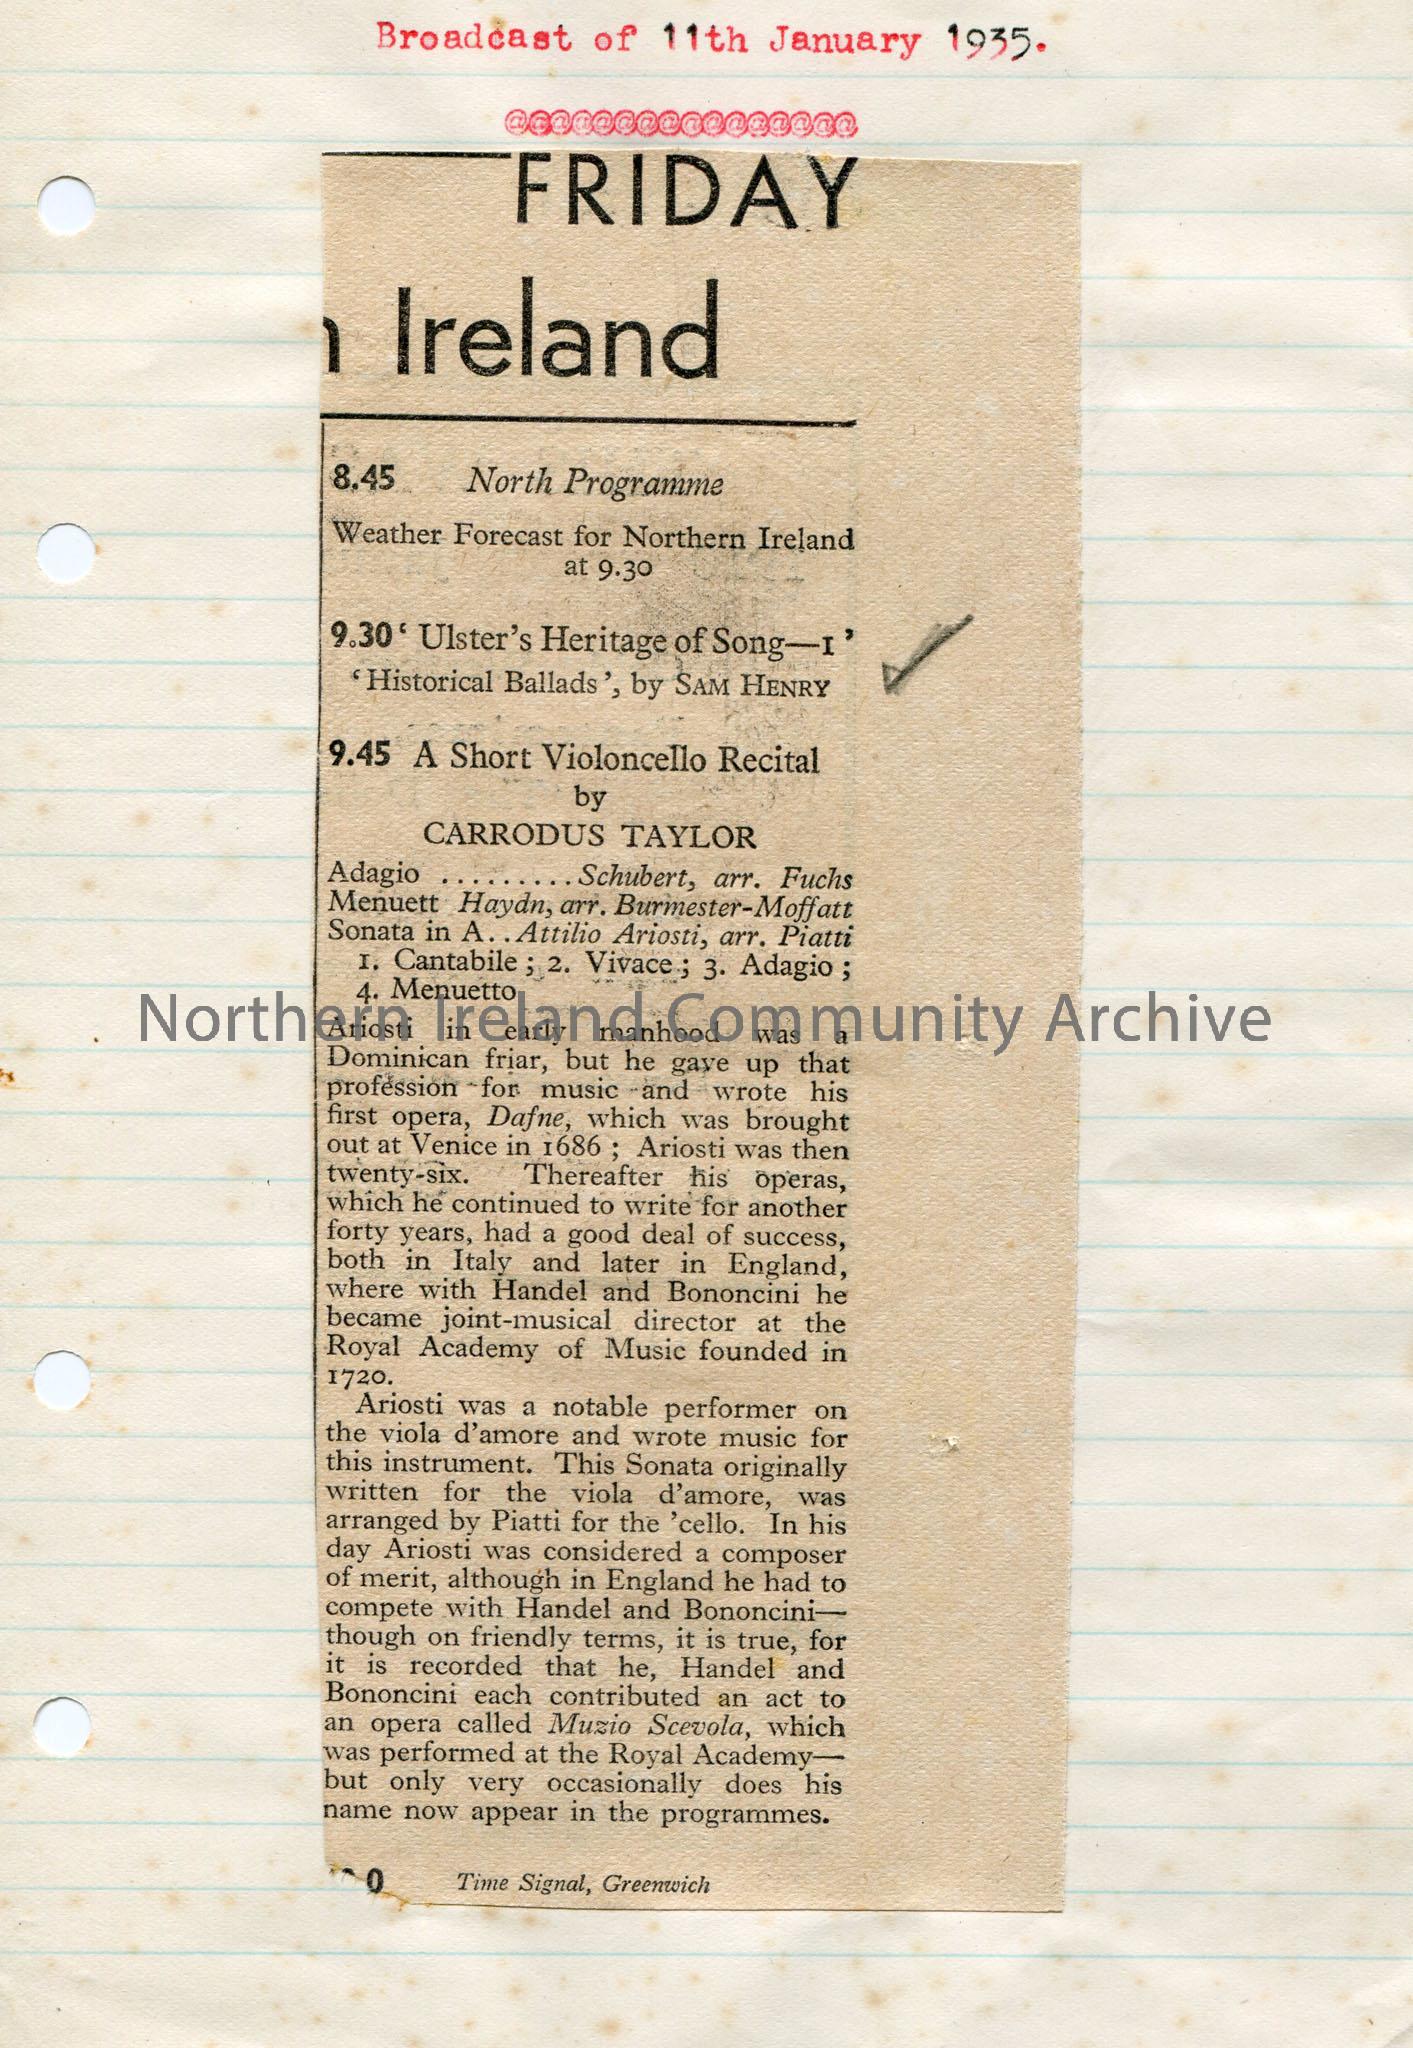 Broadcast of 11th January 1935.
@@@@@@@@@@@@@@@@
FRIDAY
n Ireland
8.45 North Programme
Weather Forecast for Northern Ireland
at 9.30
9.30 ‘ Ulster’s Heritage of Song—1 ’
‘ Historical Ballads ’, by SAM HENRY
9.45 A Short Violoncello Recital
by
CARRODUS TAYLOR
Adagio .........Schubert, arr. Fuchs
Menuett Haydn, arr. Burmester-Moffatt
Sonata in A..Attilio Ariosti, arr. Piatti
1. Cantabile ; 2. Vivace ; 3. Adagio ;
4. Menuetto
Northern Ireland Community Archive
Ariosti in early manhood was a
Dominican friar, but he gave up that
profession for music and wrote his
first opera, Dafne, which was brought
out at Venice in 1686 ; Ariosti was then
twenty-six. Thereafter his operas,
which he continued to write for another
forty years, had a good deal of success,
both in Italy and later in England,
where with Handel and Bononcini he
became joint-musical director at the
Royal Academy of Music founded in
1720.
Ariosti was a notable performer on
the viola d’amore and wrote music for
this instrument. This Sonata originally
written for the viola d’amore, was
arranged by Piatti for the ’cello. In his
day Ariosti was considered a composer
of merit, although in England he had to
compete with Handel and Bononcini—
though on friendly terms, it is true, for
it is recorded that he, Handel and
Bononcini each contributed an act to
an opera called Muzio Scevola, which
was performed at the Royal Academy—
but only very occasionally does his
name now appear in the programmes.
0 Time Signal, Greenwich